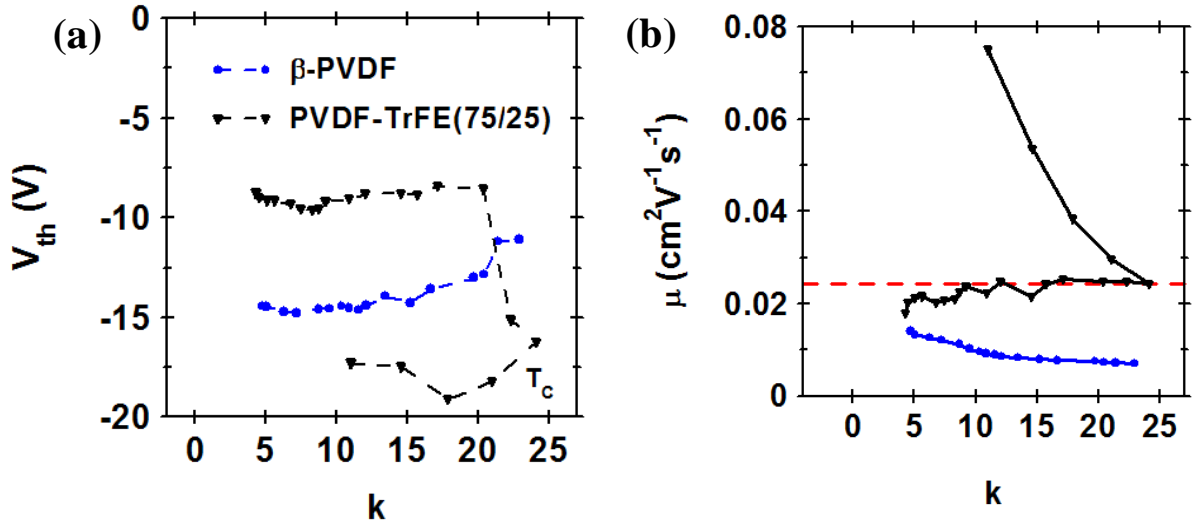 (a)
0
-5
-10
-15
-20
V_th (V)
β-PVDF
PVDF-TrFE(75/25)
T_c
0 5 10 15 20 25
k
(b)
0.08
0.06
0.04
0.02
0
μ (cm²V⁻¹s⁻¹)
0 5 10 15 20 25
k